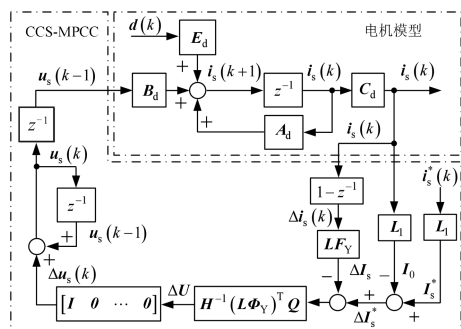 CCS-MPCC
电机模型
d(k)
E_d
u_s(k−1)
B_d
+
+
+
i_s(k+1)
z^{-1}
i_s(k)
C_d
i_s(k)
A_d
z^{-1}
u_s(k)
z^{-1}
+
+
u_s(k−1)
i_s(k)
i_s^*(k)
1−z^{-1}
Δi_s(k)
LF_Y
L_1
L_1
−
ΔI_s
−
I_0
I_s^*
+
+
ΔI_s^*
Δu_s(k)
[I 0 ⋯ 0]
ΔU
H^{-1}(LΦ_Y)^T Q